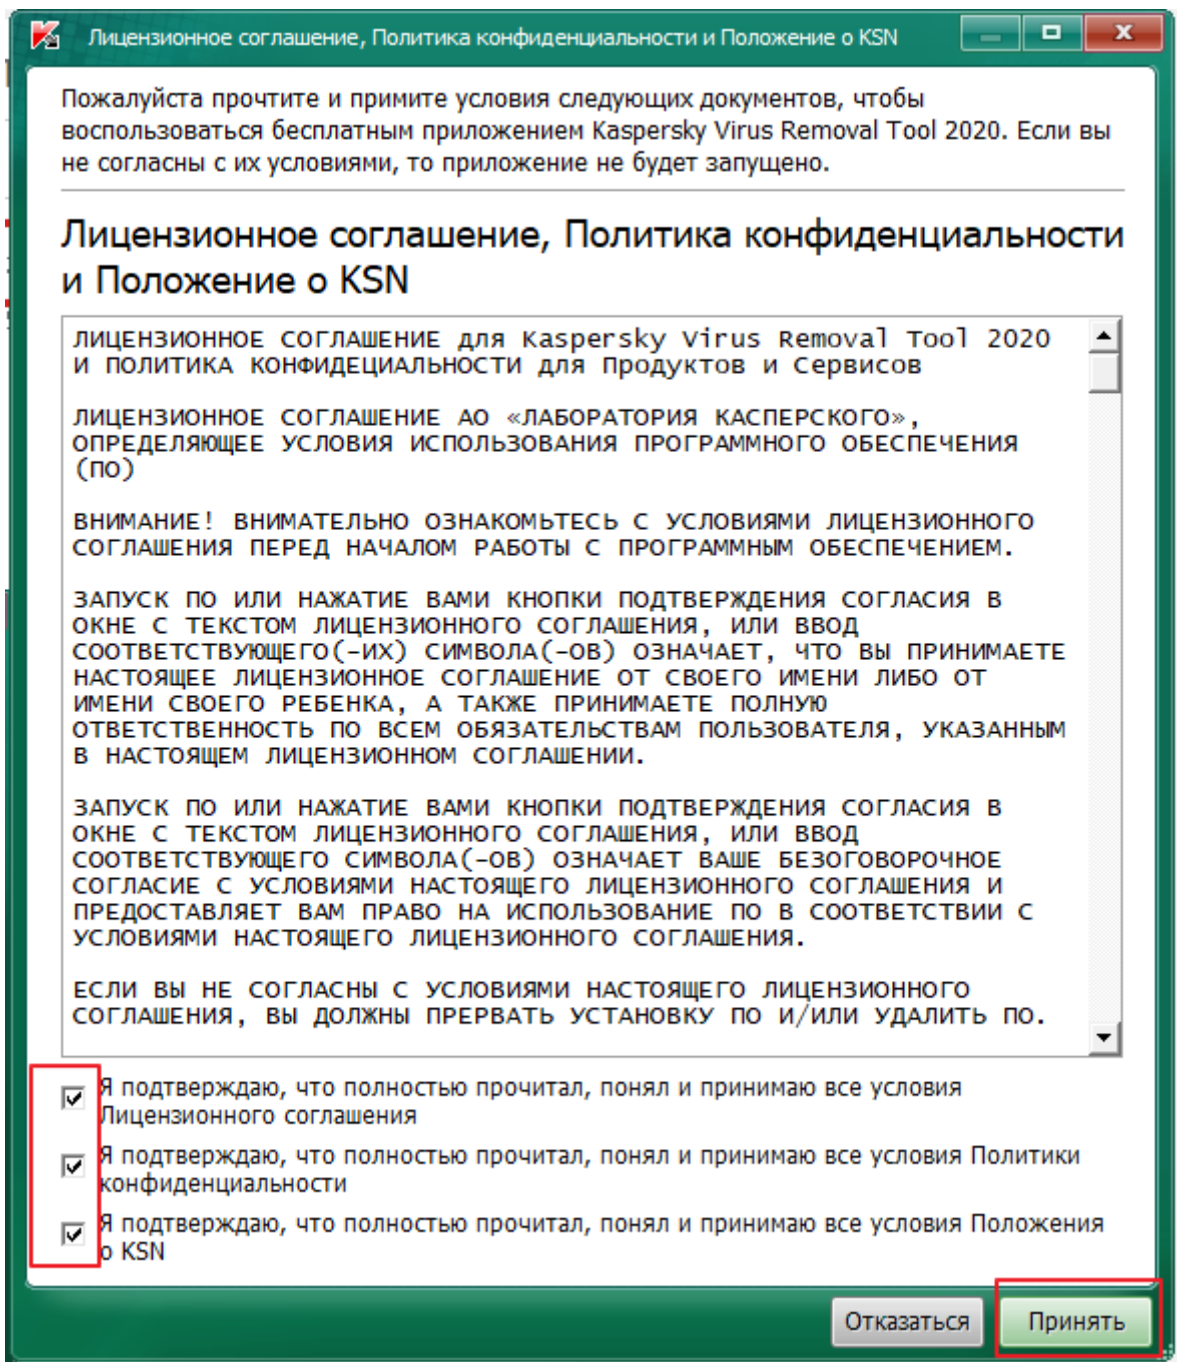 Лицензионное соглашение, Политика конфиденциальности и Положение о KSN
Пожалуйста прочтите и примите условия следующих документов, чтобы
воспользоваться бесплатным приложением Kaspersky Virus Removal Tool 2020. Если вы
не согласны с их условиями, то приложение не будет запущено.
Лицензионное соглашение, Политика конфиденциальности
и Положение о KSN
ЛИЦЕНЗИОННОЕ СОГЛАШЕНИЕ для Kaspersky Virus Removal Tool 2020
И ПОЛИТИКА КОНФИДЕЦИАЛЬНОСТИ для Продуктов и Сервисов
ЛИЦЕНЗИОННОЕ СОГЛАШЕНИЕ АО «ЛАБОРАТОРИЯ КАСПЕРСКОГО»,
ОПРЕДЕЛЯЮЩЕЕ УСЛОВИЯ ИСПОЛЬЗОВАНИЯ ПРОГРАММНОГО ОБЕСПЕЧЕНИЯ
(ПО)
ВНИМАНИЕ! ВНИМАТЕЛЬНО ОЗНАКОМЬТЕСЬ С УСЛОВИЯМИ ЛИЦЕНЗИОННОГО
СОГЛАШЕНИЯ ПЕРЕД НАЧАЛОМ РАБОТЫ С ПРОГРАММНЫМ ОБЕСПЕЧЕНИЕМ.
ЗАПУСК ПО ИЛИ НАЖАТИЕ ВАМИ КНОПКИ ПОДТВЕРЖДЕНИЯ СОГЛАСИЯ В
ОКНЕ С ТЕКСТОМ ЛИЦЕНЗИОННОГО СОГЛАШЕНИЯ, ИЛИ ВВОД
СООТВЕТСТВУЮЩЕГО(-ИХ) СИМВОЛА(-ОВ) ОЗНАЧАЕТ, ЧТО ВЫ ПРИНИМАЕТЕ
НАСТОЯЩЕЕ ЛИЦЕНЗИОННОЕ СОГЛАШЕНИЕ ОТ СВОЕГО ИМЕНИ ЛИБО ОТ
ИМЕНИ СВОЕГО РЕБЕНКА, А ТАКЖЕ ПРИНИМАЕТЕ ПОЛНУЮ
ОТВЕТСТВЕННОСТЬ ПО ВСЕМ ОБЯЗАТЕЛЬСТВАМ ПОЛЬЗОВАТЕЛЯ, УКАЗАННЫМ
В НАСТОЯЩЕМ ЛИЦЕНЗИОННОМ СОГЛАШЕНИИ.
ЗАПУСК ПО ИЛИ НАЖАТИЕ ВАМИ КНОПКИ ПОДТВЕРЖДЕНИЯ СОГЛАСИЯ В
ОКНЕ С ТЕКСТОМ ЛИЦЕНЗИОННОГО СОГЛАШЕНИЯ, ИЛИ ВВОД
СООТВЕТСТВУЮЩЕГО СИМВОЛА(-ОВ) ОЗНАЧАЕТ ВАШЕ БЕЗОГОВОРОЧНОЕ
СОГЛАСИЕ С УСЛОВИЯМИ НАСТОЯЩЕГО ЛИЦЕНЗИОННОГО СОГЛАШЕНИЯ И
ПРЕДОСТАВЛЯЕТ ВАМ ПРАВО НА ИСПОЛЬЗОВАНИЕ ПО В СООТВЕТСТВИИ С
УСЛОВИЯМИ НАСТОЯЩЕГО ЛИЦЕНЗИОННОГО СОГЛАШЕНИЯ.
ЕСЛИ ВЫ НЕ СОГЛАСНЫ С УСЛОВИЯМИ НАСТОЯЩЕГО ЛИЦЕНЗИОННОГО
СОГЛАШЕНИЯ, ВЫ ДОЛЖНЫ ПРЕРВАТЬ УСТАНОВКУ ПО И/ИЛИ УДАЛИТЬ ПО.
Я подтверждаю, что полностью прочитал, понял и принимаю все условия
Лицензионного соглашения
Я подтверждаю, что полностью прочитал, понял и принимаю все условия Политики
конфиденциальности
Я подтверждаю, что полностью прочитал, понял и принимаю все условия Положения
о KSN
Отказаться
Принять